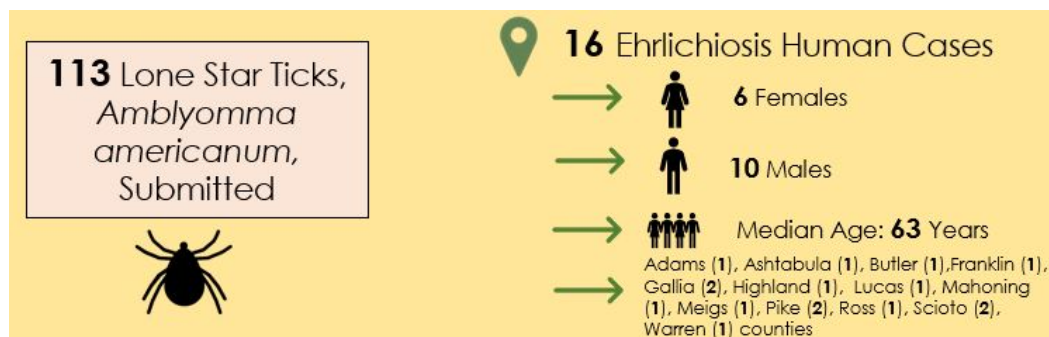 113 Lone Star Ticks,
Amblyomma
americanum,
Submitted
16 Ehrlichiosis Human Cases
6 Females
10 Males
Median Age: 63 Years
Adams (1), Ashtabula (1), Butler (1),Franklin (1),
Gallia (2), Highland (1), Lucas (1), Mahoning
(1), Meigs (1), Pike (2), Ross (1), Scioto (2),
Warren (1) counties